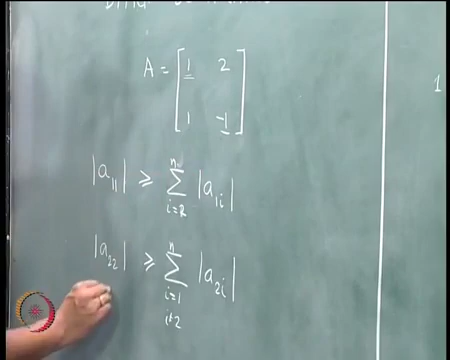 A = [ 1 2
1 -1 ]
1
|a₁₁| ≥ Σ_{i=2}^{n} |a₁ᵢ|
|a₂₂| ≥ Σ_{i=1, i≠2}^{n} |a₂ᵢ|